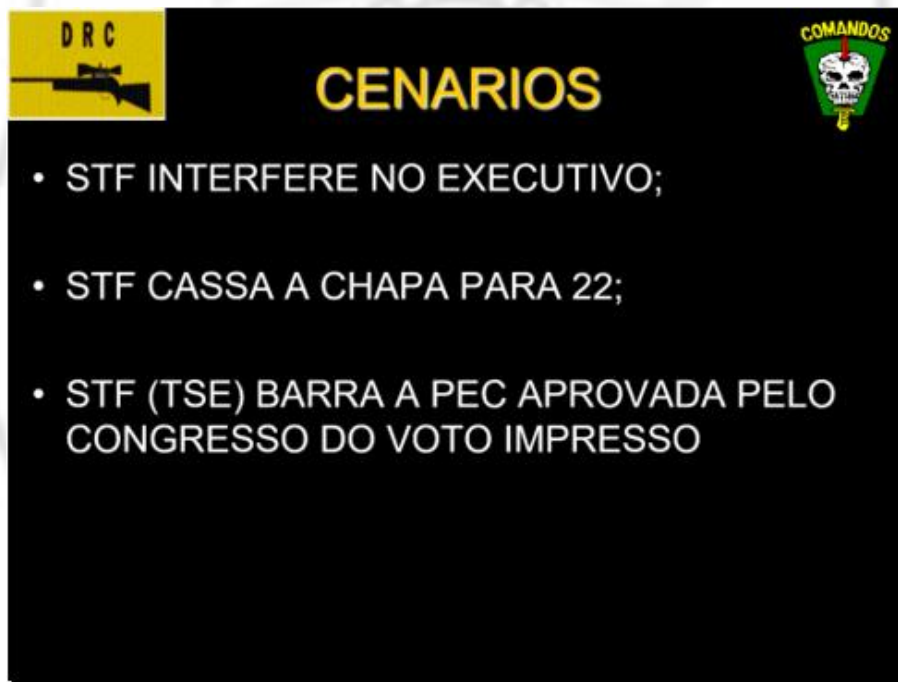 DRC
COMANDOS
CENARIOS
• STF INTERFERE NO EXECUTIVO;
• STF CASSA A CHAPA PARA 22;
• STF (TSE) BARRA A PEC APROVADA PELO
CONGRESSO DO VOTO IMPRESSO